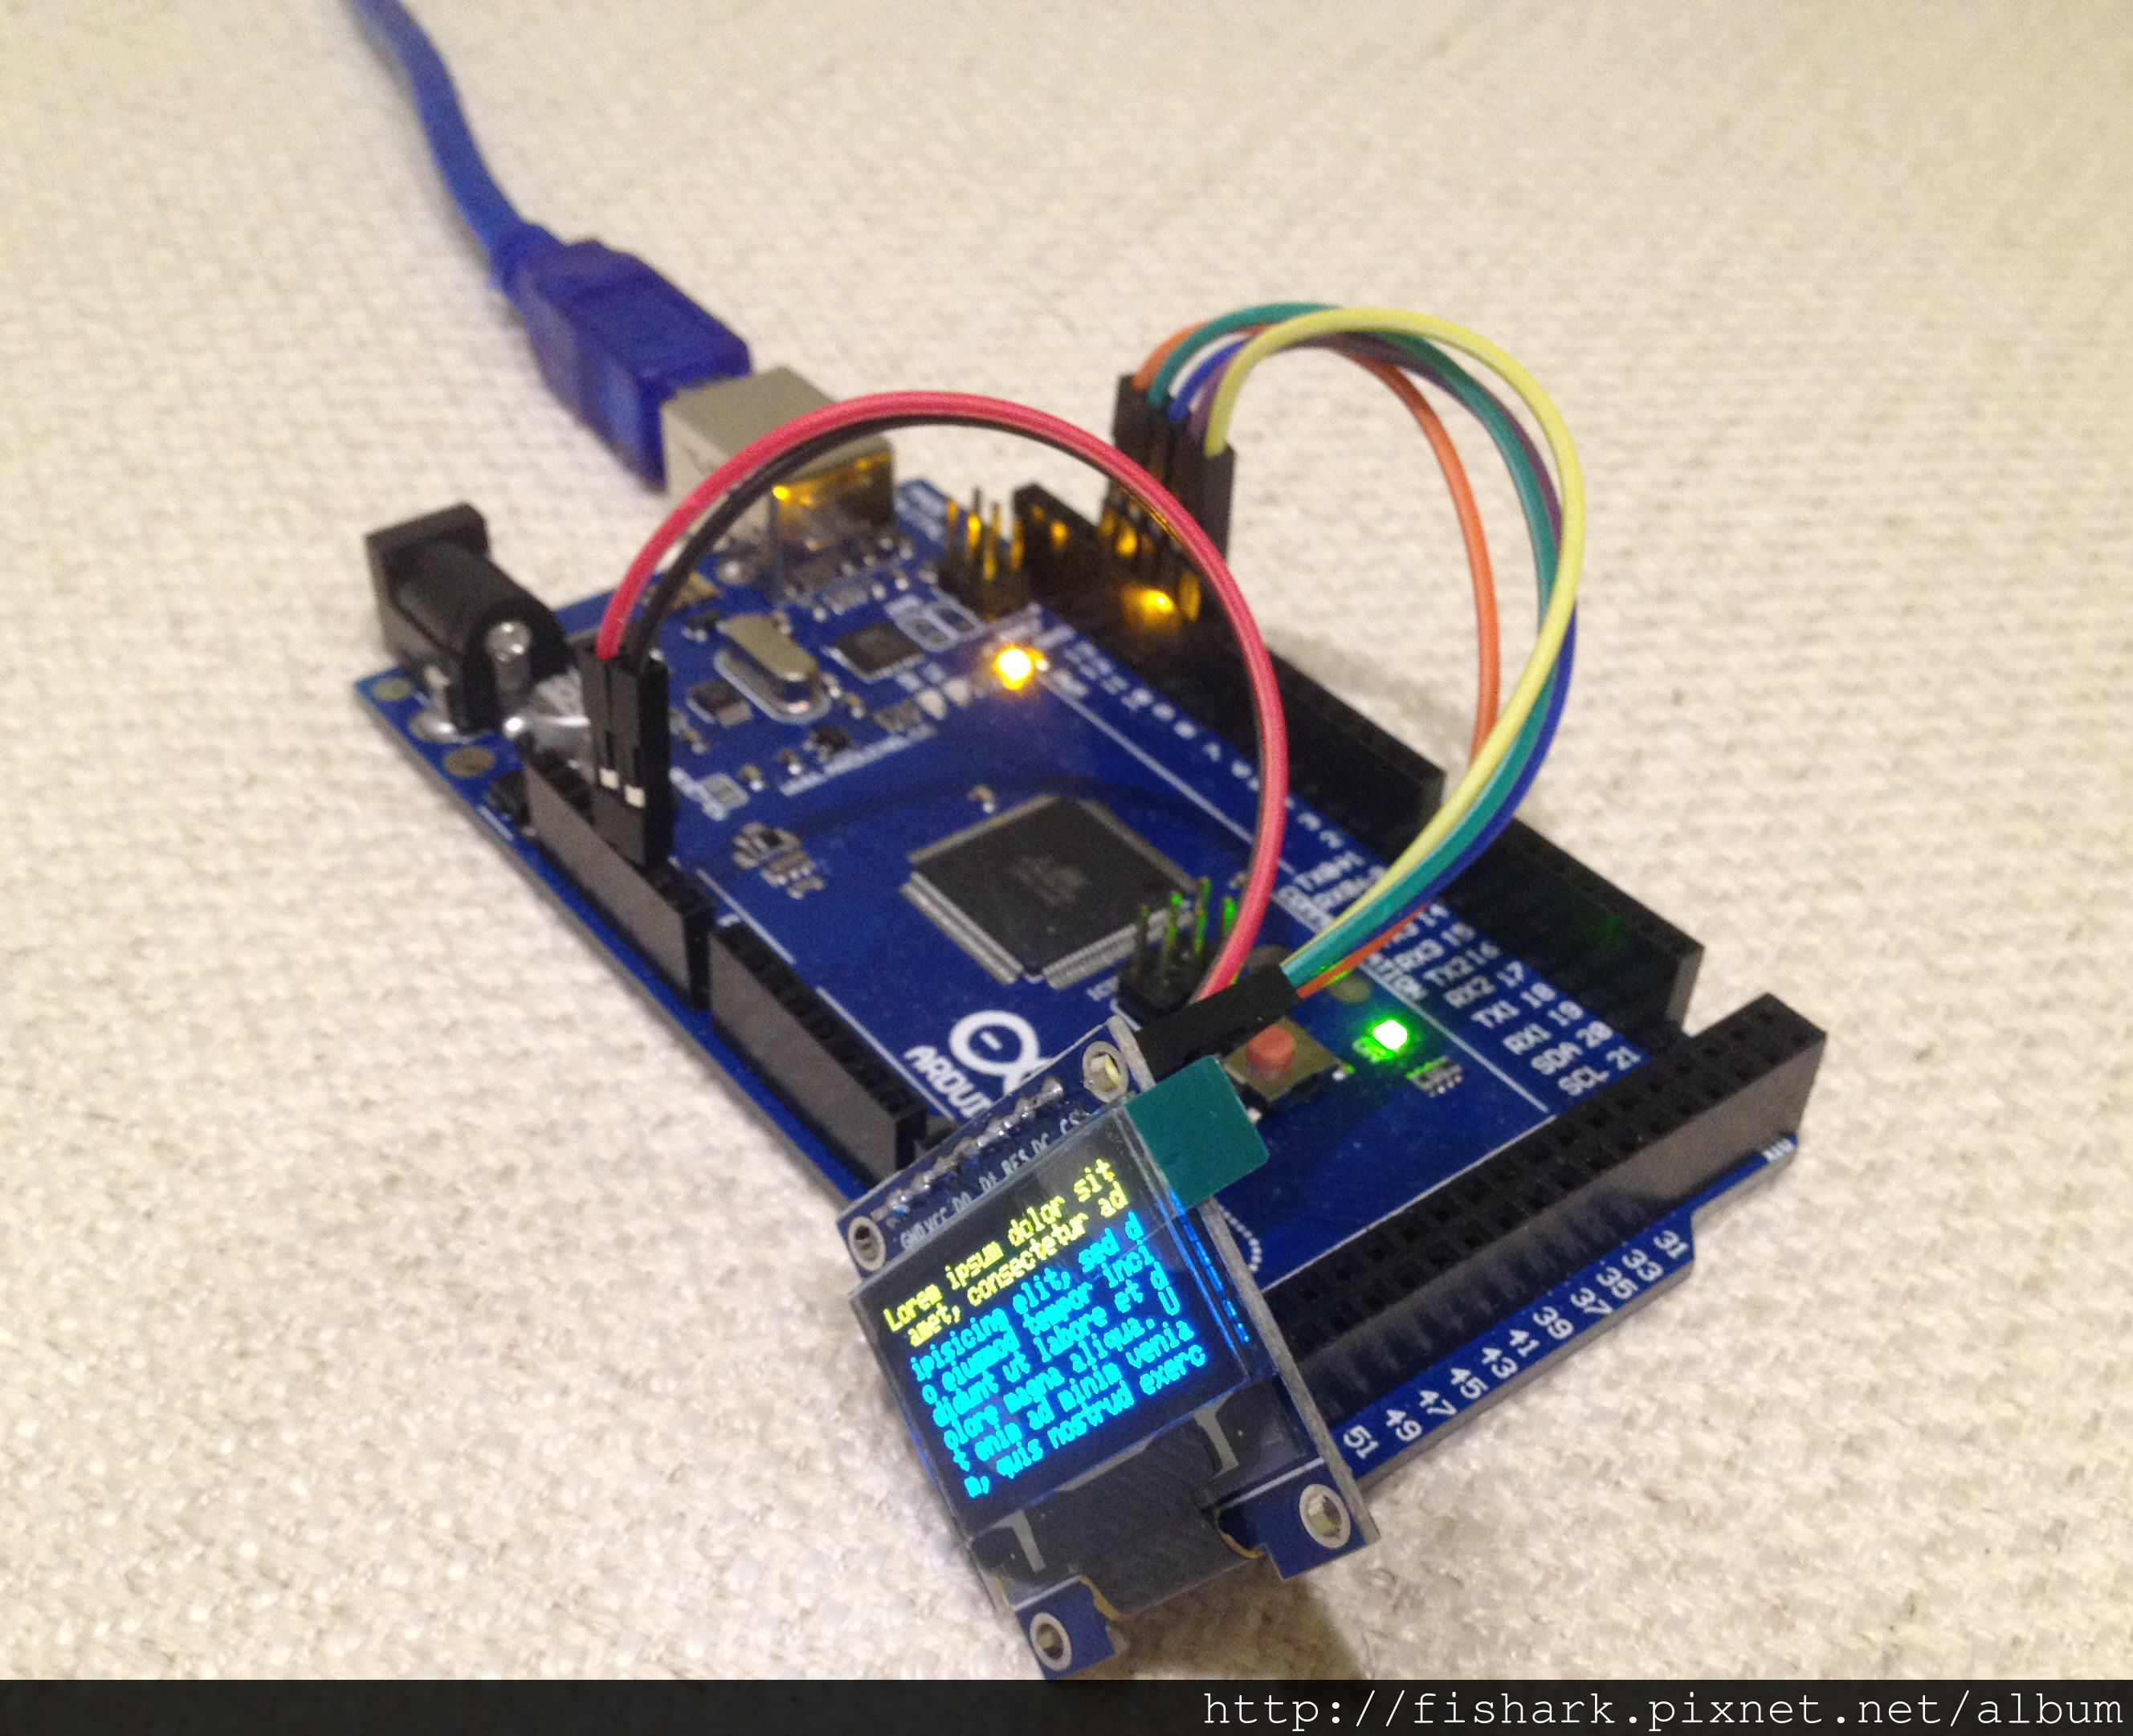 TX3 14
RX3 15
TX2 16
RX2 17
TX1 18
RX1 19
SDA 20
SCL 21
ARDUI
GND VCC D0 D1 RES DC CS
Lorem ipsum dolor sit
amet, consectetur ad
ipisicing elit, sed d
o eiusmod tempor inci
didnt ut labore et d
olore magna aliqua. U
t enim ad minim venia
m, quis nostrud exerc
31
33
35
37
39
41
43
45
47
49
51
http://fishark.pixnet.net/album